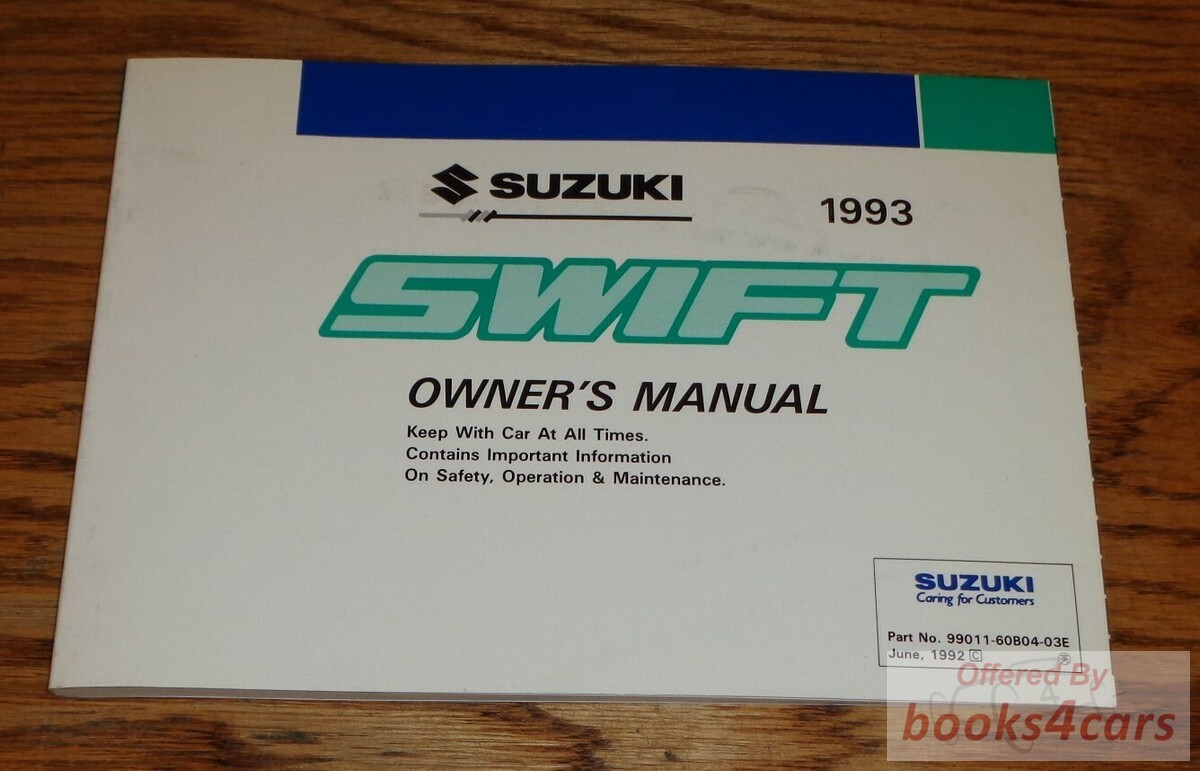 SUZUKI
1993
SWIFT
OWNER'S MANUAL
Keep With Car At All Times.
Contains Important Information
On Safety, Operation & Maintenance.
SUZUKI
Caring for Customers
Part No. 99011-60B04-03E
June, 1992 C
Offered By
books4cars